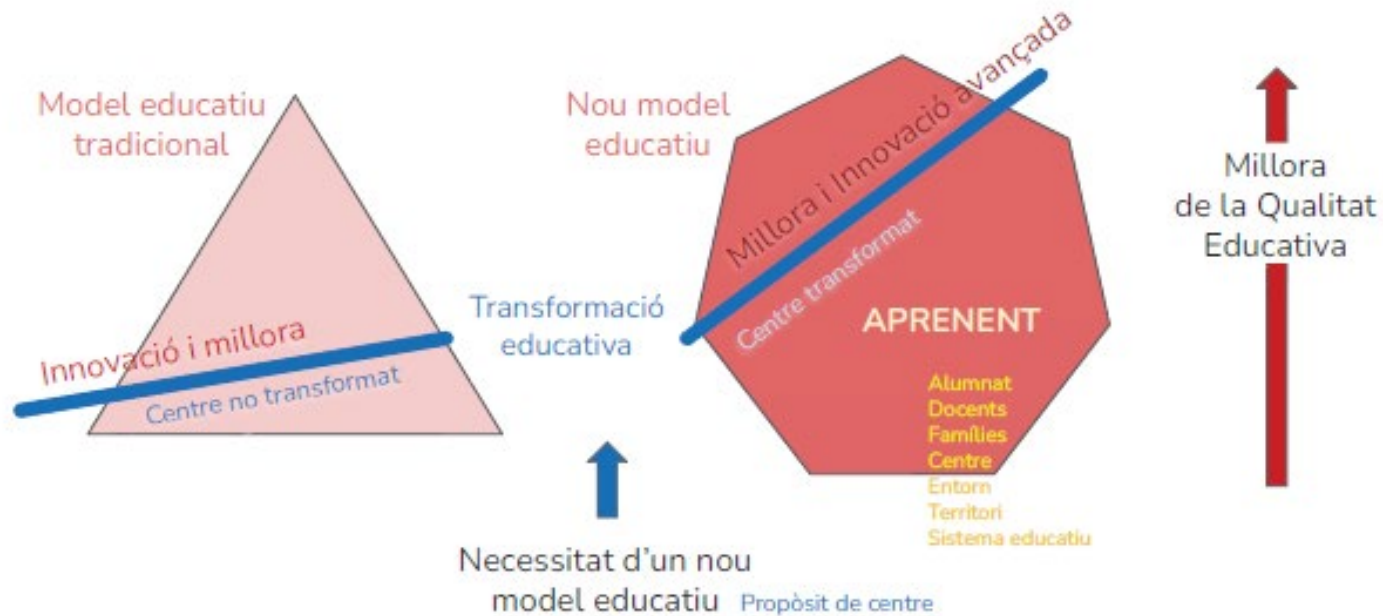 Model educatiu
tradicional
Innovació i millora
Centre no transformat
Transformació
educativa
Necessitat d'un nou
model educatiu
Propòsit de centre
Nou model
educatiu
Millora i Innovació avançada
Centre transformat
APRENENT
Alumnat
Docents
Famílies
Centre
Entorn
Territori
Sistema educatiu
Millora
de la Qualitat
Educativa